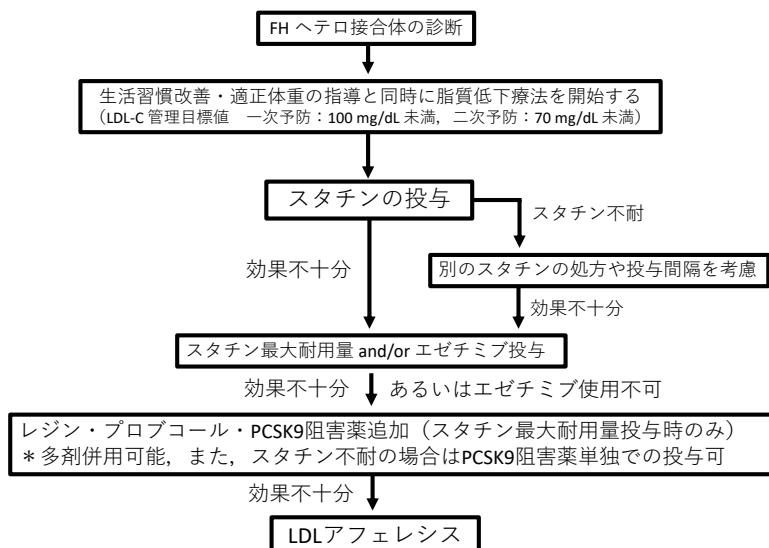 FH ヘテロ接合体の診断
生活習慣改善・適正体重の指導と同時に脂質低下療法を開始する
（LDL-C 管理目標値　一次予防：100 mg/dL 未満，二次予防：70 mg/dL 未満）
スタチンの投与
スタチン不耐
効果不十分
別のスタチンの処方や投与間隔を考慮
効果不十分
スタチン最大耐用量 and/or エゼチミブ投与
効果不十分　あるいはエゼチミブ使用不可
レジン・プロブコール・PCSK9阻害薬追加（スタチン最大耐用量投与時のみ）
＊多剤併用可能，また，スタチン不耐の場合はPCSK9阻害薬単独での投与可
効果不十分
LDLアフェレシス